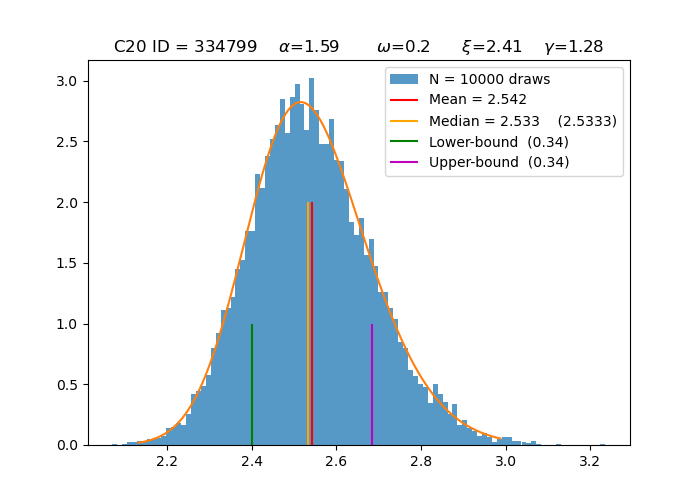 C20 ID = 334799 α=1.59 ω=0.2 ξ=2.41 γ=1.28
N = 10000 draws
Mean = 2.542
Median = 2.533 (2.5333)
Lower-bound (0.34)
Upper-bound (0.34)
3.0
2.5
2.0
1.5
1.0
0.5
0.0
2.2 2.4 2.6 2.8 3.0 3.2